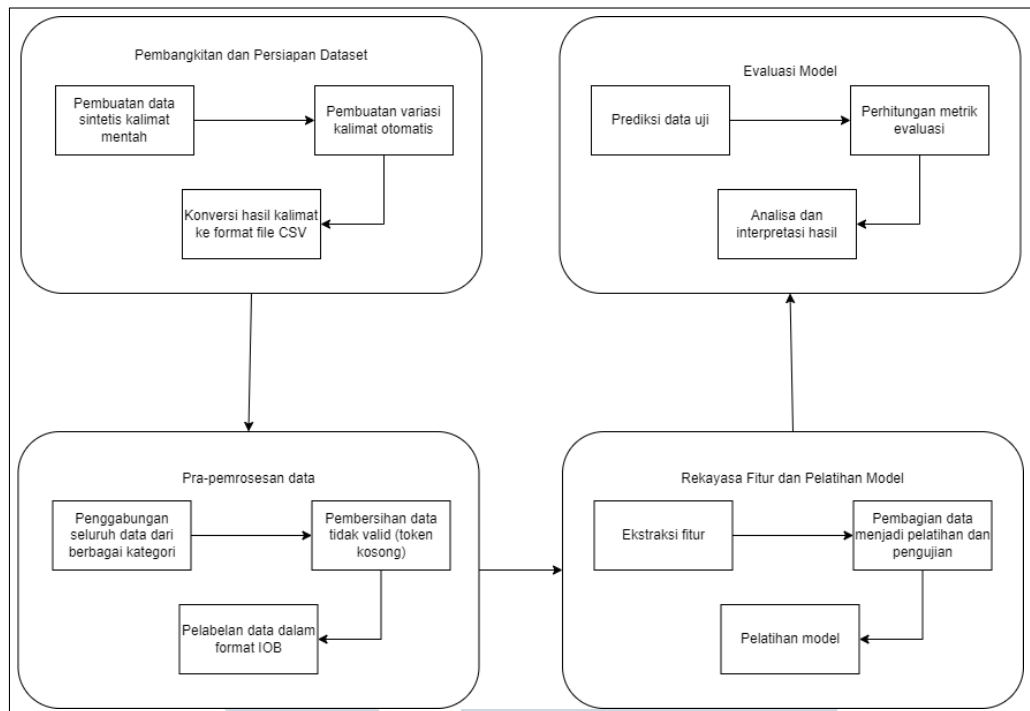 Pembangkitan dan Persiapan Dataset
Pembuatan data
sintetis kalimat
mentah
Pembuatan variasi
kalimat otomatis
Konversi hasil kalimat
ke format file CSV
Pra-pemrosesan data
Penggabungan
seluruh data dari
berbagai kategori
Pembersihan data
tidak valid (token
kosong)
Pelabelan data dalam
format IOB
Rekayasa Fitur dan Pelatihan Model
Ekstraksi fitur
Pembagian data
menjadi pelatihan dan
pengujian
Pelatihan model
Evaluasi Model
Prediksi data uji
Perhitungan metrik
evaluasi
Analisa dan
interpretasi hasil